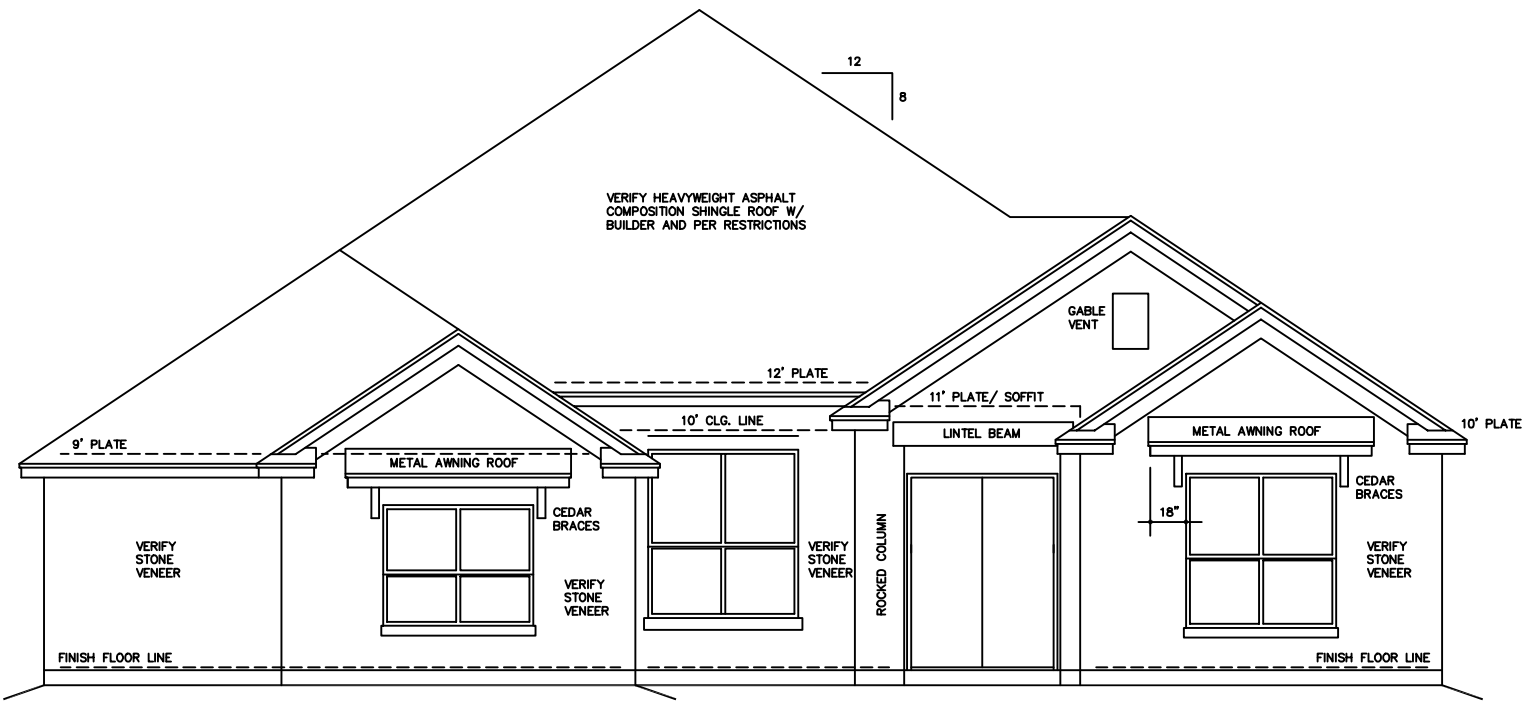 12
8
VERIFY HEAVYWEIGHT ASPHALT
COMPOSITION SHINGLE ROOF W/
BUILDER AND PER RESTRICTIONS
GABLE
VENT
12' PLATE
11' PLATE/ SOFFIT
10' CLG. LINE
10' PLATE
LINTEL BEAM
METAL AWNING ROOF
9' PLATE
METAL AWNING ROOF
CEDAR
BRACES
CEDAR
BRACES
18"
ROCKED COLUMN
VERIFY
STONE
VENEER
VERIFY
STONE
VENEER
VERIFY
STONE
VENEER
VERIFY
STONE
VENEER
FINISH FLOOR LINE
FINISH FLOOR LINE